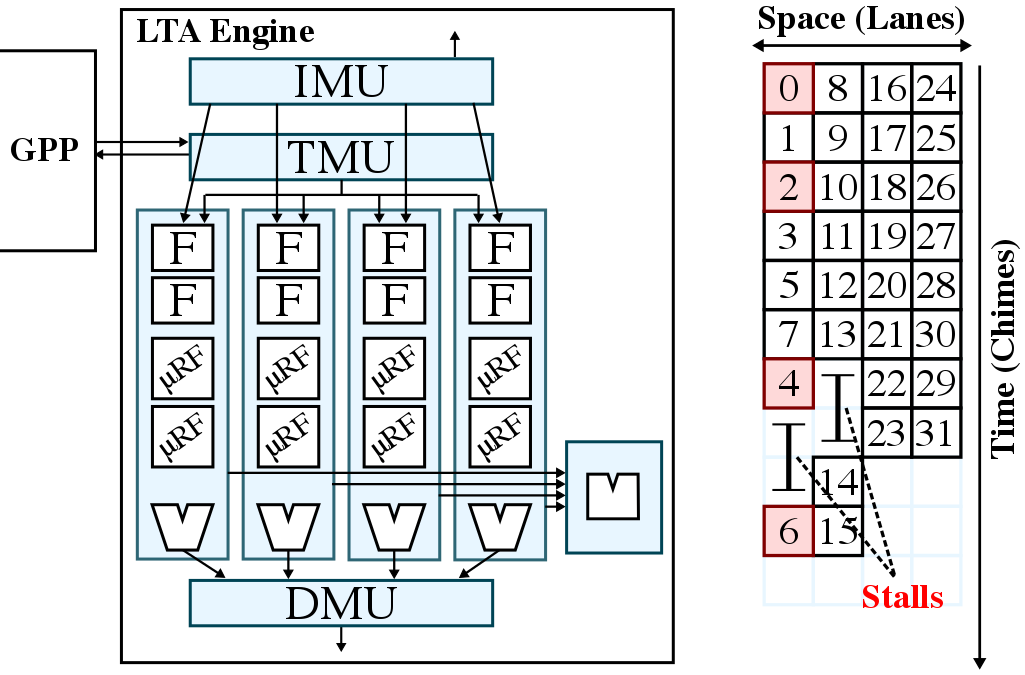 LTA Engine
IMU
GPP
TMU
F F F F
F F F F
μRF μRF μRF μRF
μRF μRF μRF μRF
DMU
Space (Lanes)
0 8 16 24
1 9 17 25
2 10 18 26
3 11 19 27
5 12 20 28
7 13 21 30
4 22 29
23 31
14
6 15
Stalls
Time (Chimes)